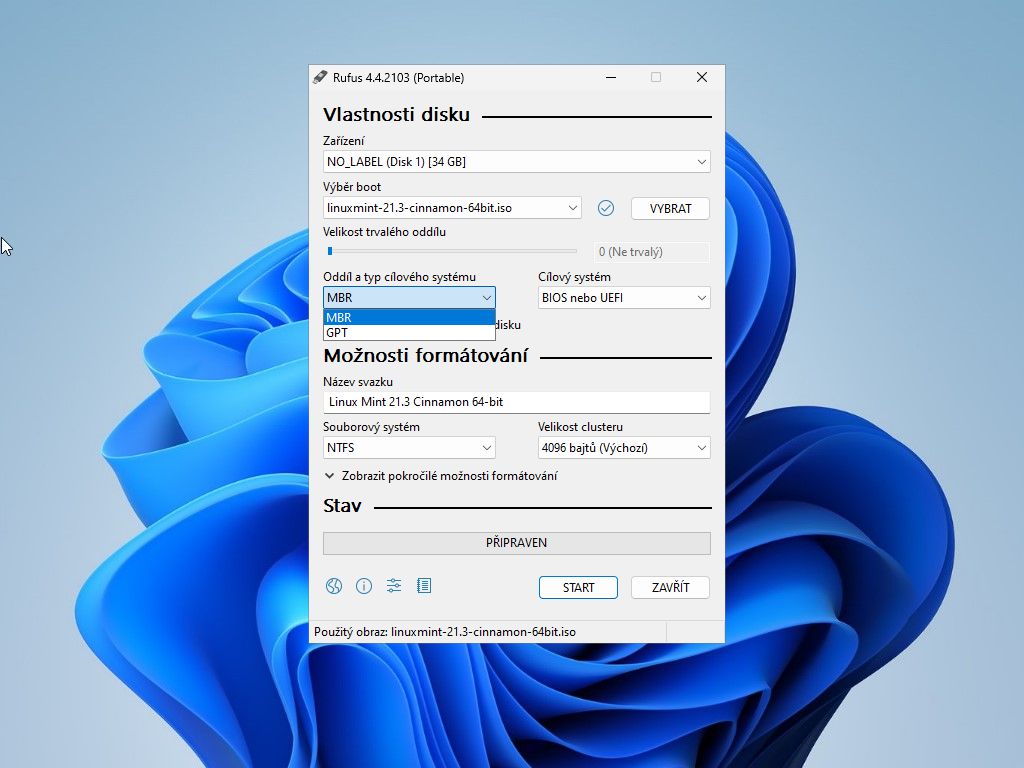 Rufus 4.4.2103 (Portable)
Vlastnosti disku
Zařízení
NO_LABEL (Disk 1) [34 GB]
Výběr boot
linuxmint-21.3-cinnamon-64bit.iso
VYBRAT
Velikost trvalého oddílu
0 (Ne trvalý)
Oddíl a typ cílového systému
Cílový systém
MBR
BIOS nebo UEFI
MBR
GPT
disku
Možnosti formátování
Název svazku
Linux Mint 21.3 Cinnamon 64-bit
Souborový systém
Velikost clusteru
NTFS
4096 bajtů (Výchozí)
Zobrazit pokročilé možnosti formátování
Stav
PŘIPRAVEN
START
ZAVŘÍT
Použitý obraz: linuxmint-21.3-cinnamon-64bit.iso